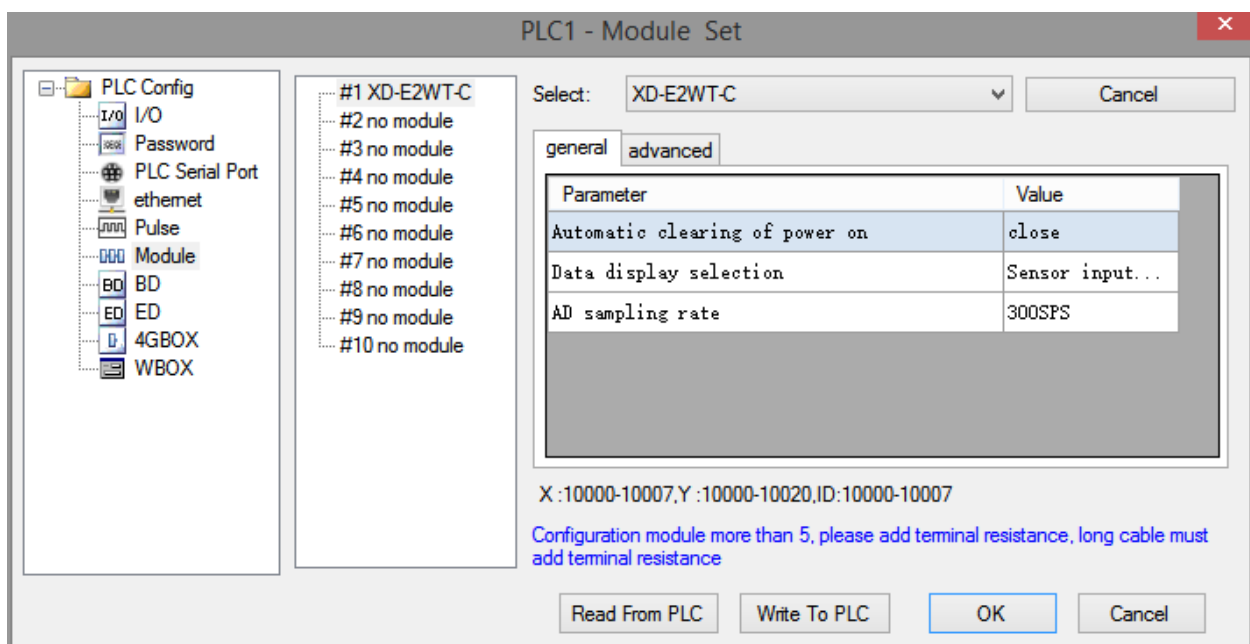 PLC1 - Module Set
PLC Config
I/O
I/O
Password
PLC Serial Port
ethernet
Pulse
Module
BD
BD
ED
ED
4GBOX
WBOX
#1 XD-E2WT-C
#2 no module
#3 no module
#4 no module
#5 no module
#6 no module
#7 no module
#8 no module
#9 no module
#10 no module
Select: XD-E2WT-C Cancel
general advanced
Parameter Value
Automatic clearing of power on close
Data display selection Sensor input...
AD sampling rate 300SPS
X :10000-10007,Y :10000-10020,ID:10000-10007
Configuration module more than 5, please add terminal resistance, long cable must
add terminal resistance
Read From PLC Write To PLC OK Cancel